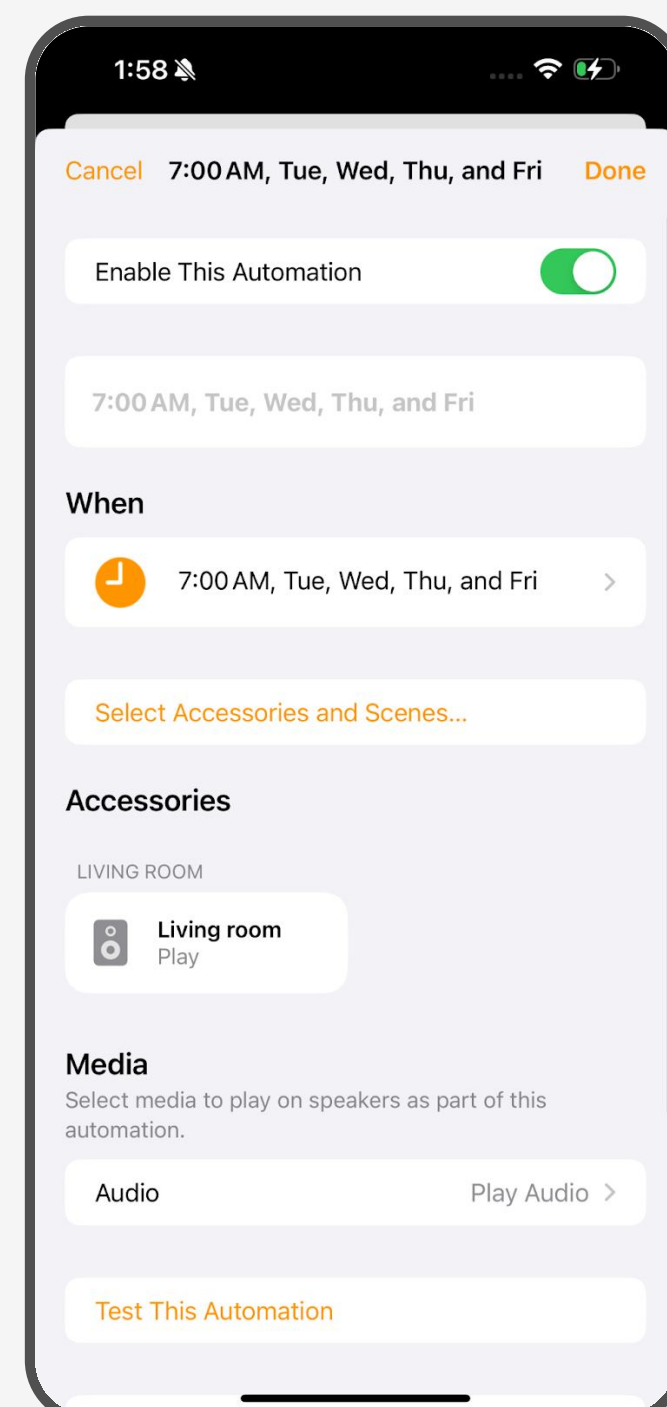 1:58
Cancel 7:00 AM, Tue, Wed, Thu, and Fri Done
Enable This Automation
7:00 AM, Tue, Wed, Thu, and Fri
When
7:00 AM, Tue, Wed, Thu, and Fri
Select Accessories and Scenes...
Accessories
LIVING ROOM
Living room
Play
Media
Select media to play on speakers as part of this
automation.
Audio Play Audio
Test This Automation